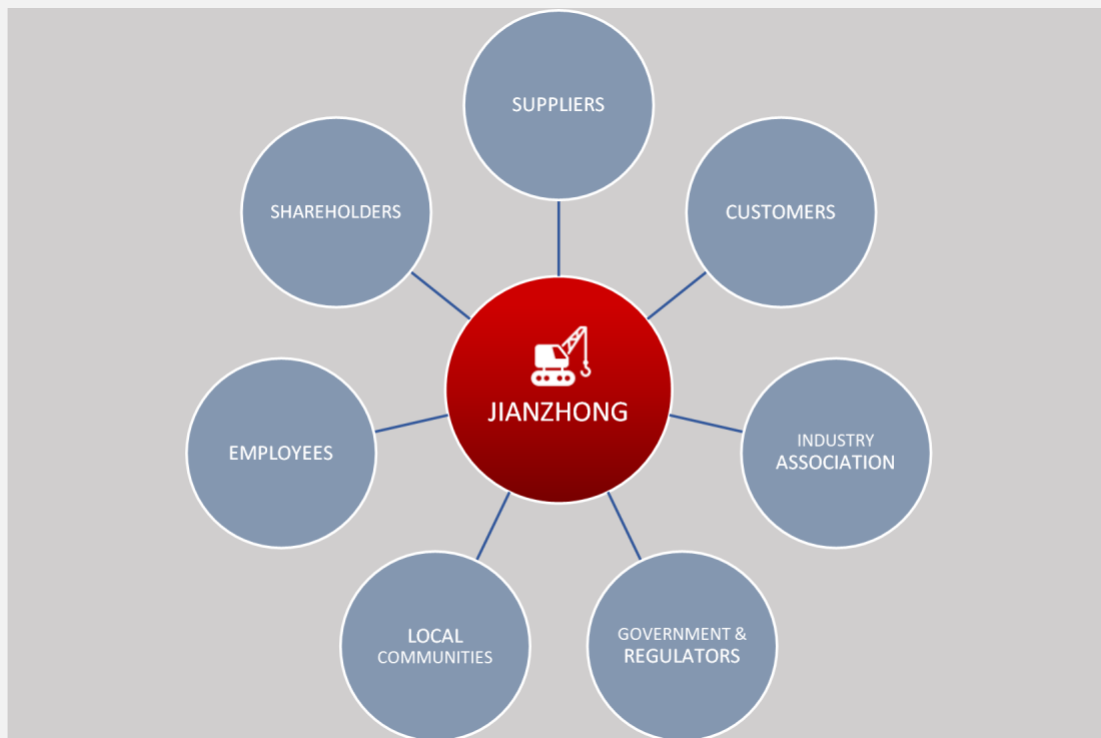 SUPPLIERS
SHAREHOLDERS
CUSTOMERS
JIANZHONG
EMPLOYEES
INDUSTRY
ASSOCIATION
LOCAL
COMMUNITIES
GOVERNMENT &
REGULATORS